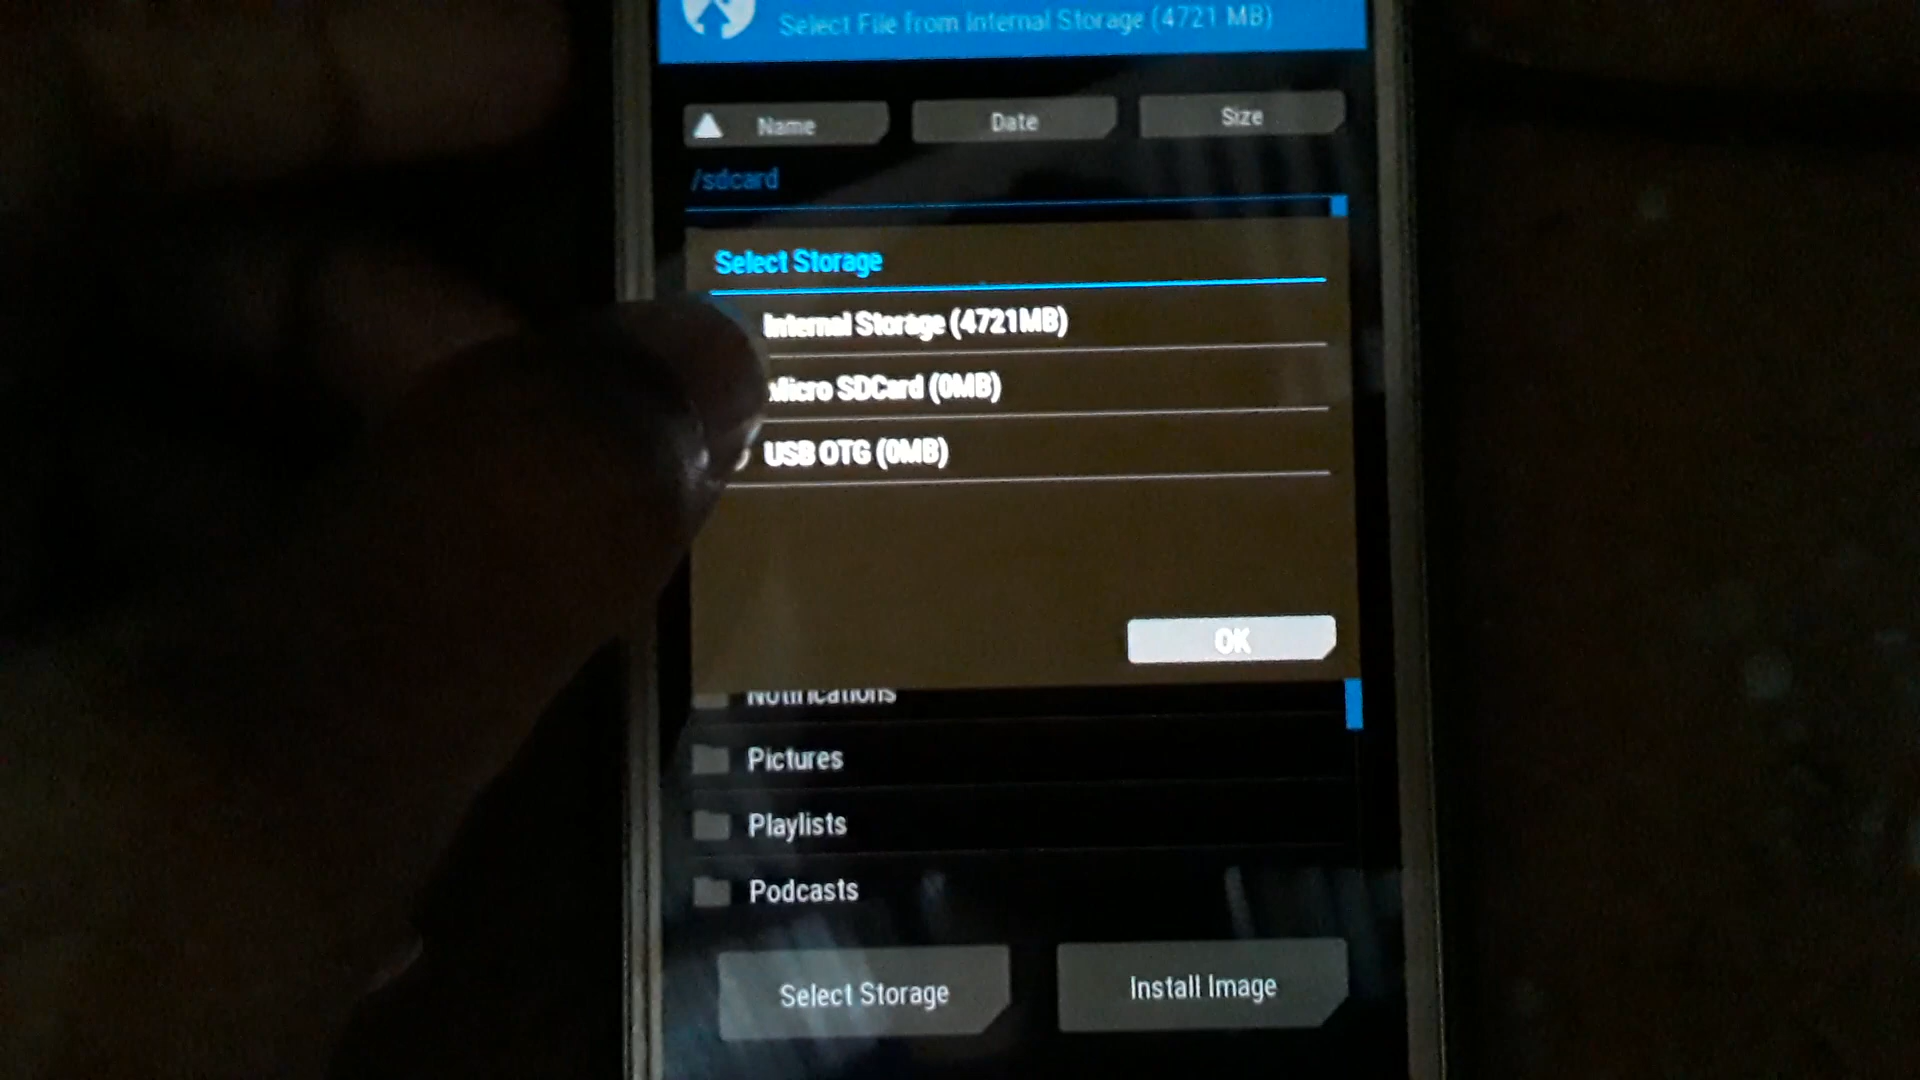 Select File from Internal Storage (4721 MB)
Name
Date
Size
/sdcard
Select Storage
Internal Storage (4721MB)
Micro SDCard (0MB)
USB OTG (0MB)
OK
Notifications
Pictures
Playlists
Podcasts
Select Storage
Install Image